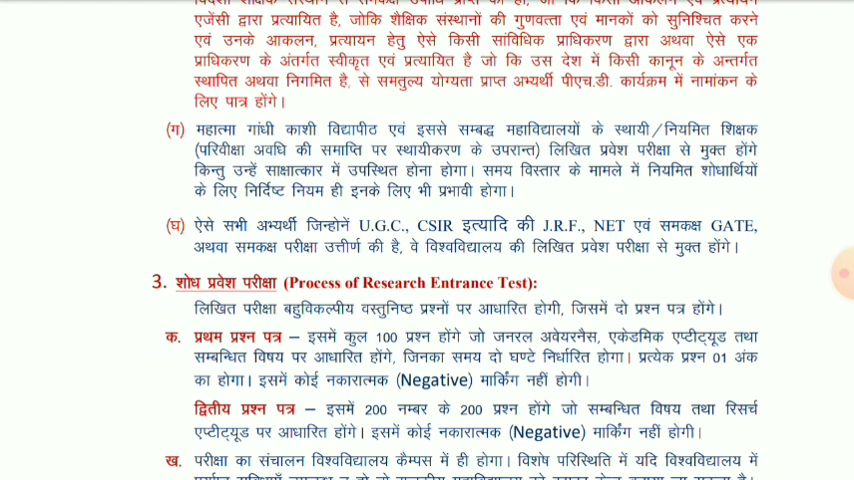 एजेंसी द्वारा प्रत्यायित है, जोकि शैक्षिक संस्थानों की गुणवत्ता एवं मानकों को सुनिश्चित करने
एवं उनके आकलन, प्रत्यायन हेतु ऐसे किसी सांविधिक प्राधिकरण द्वारा अथवा ऐसे एक
प्राधिकरण के अंतर्गत स्वीकृत एवं प्रत्यायित है जो कि उस देश में किसी कानून के अन्तर्गत
स्थापित अथवा निगमित है, से समतुल्य योग्यता प्राप्त अभ्यर्थी पीएच.डी. कार्यक्रम में नामांकन के
लिए पात्र होंगे।
(ग) महात्मा गांधी काशी विद्यापीठ एवं इससे सम्बद्ध महाविद्यालयों के स्थायी/नियमित शिक्षक
(परिवीक्षा अवधि की समाप्ति पर स्थायीकरण के उपरान्त) लिखित प्रवेश परीक्षा से मुक्त होंगे
किन्तु उन्हें साक्षात्कार में उपस्थित होना होगा। समय विस्तार के मामले में नियमित शोधार्थियों
के लिए निर्दिष्ट नियम ही इनके लिए भी प्रभावी होगा।
(घ) ऐसे सभी अभ्यर्थी जिन्होनें U.G.C., CSIR इत्यादि की J.R.F., NET एवं समकक्ष GATE,
अथवा समकक्ष परीक्षा उत्तीर्ण की है, वे विश्वविद्यालय की लिखित प्रवेश परीक्षा से मुक्त होंगे।
3. शोध प्रवेश परीक्षा (Process of Research Entrance Test):
लिखित परीक्षा बहुविकल्पीय वस्तुनिष्ठ प्रश्नों पर आधारित होगी, जिसमें दो प्रश्न पत्र होंगे।
क. प्रथम प्रश्न पत्र – इसमें कुल 100 प्रश्न होंगे जो जनरल अवेयरनैस, एकेडमिक एप्टीट्यूड तथा
सम्बन्धित विषय पर आधारित होंगे, जिनका समय दो घण्टे निर्धारित होगा। प्रत्येक प्रश्न 01 अंक
का होगा। इसमें कोई नकारात्मक (Negative) मार्किंग नहीं होगी।
द्वितीय प्रश्न पत्र – इसमें 200 नम्बर के 200 प्रश्न होंगे जो सम्बन्धित विषय तथा रिसर्च
एप्टीट्यूड पर आधारित होंगे। इसमें कोई नकारात्मक (Negative) मार्किंग नहीं होगी।
ख. परीक्षा का संचालन विश्वविद्यालय कैम्पस में ही होगा। विशेष परिस्थिति में यदि विश्वविद्यालय में